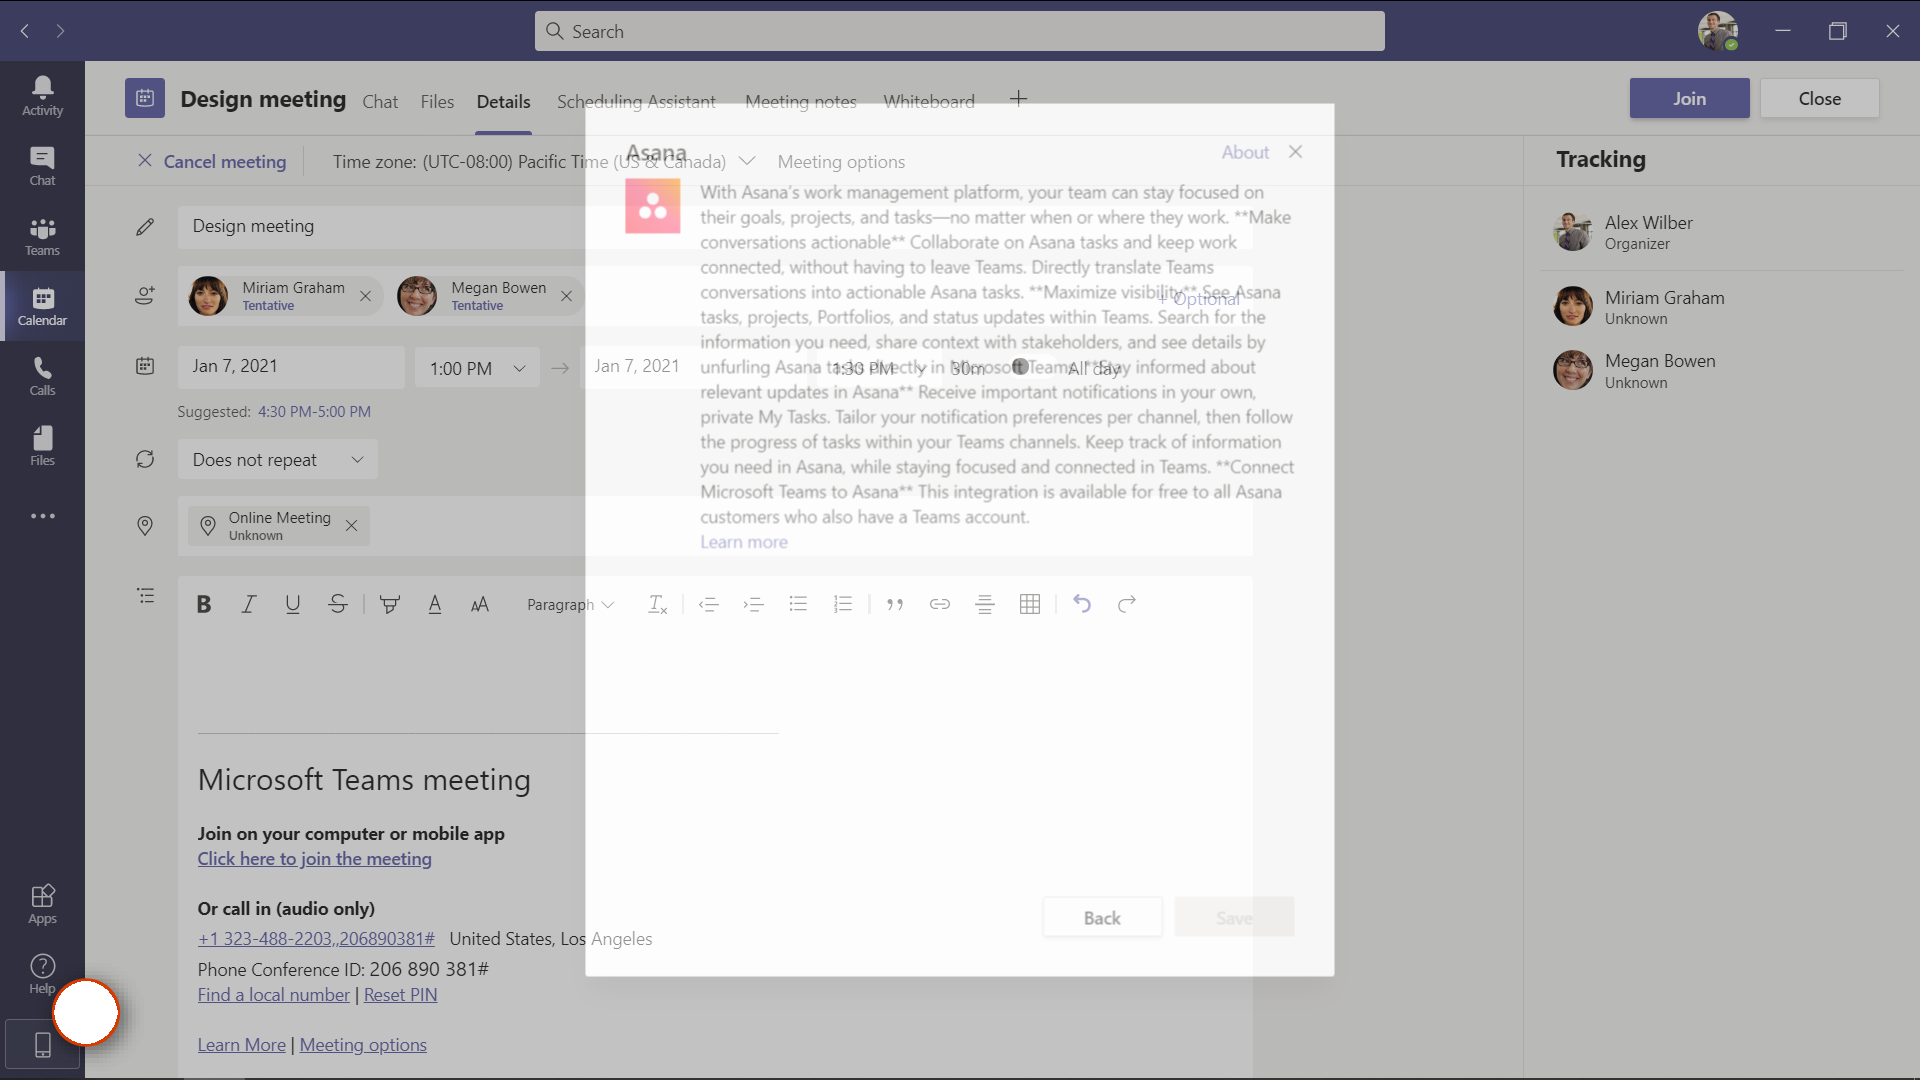 Search
Activity
Chat
Teams
Calendar
Calls
Files
Apps
Help
Design meeting
Chat
Files
Details
Scheduling Assistant
Meeting notes
Whiteboard
Join
Close
Cancel meeting
Time zone: (UTC-08:00) Pacific Time (US & Canada)
Meeting options
Design meeting
Miriam Graham
Tentative
Megan Bowen
Tentative
+ Optional
Jan 7, 2021
1:00 PM
Jan 7, 2021
1:30 PM
30m
All day
Suggested: 4:30 PM-5:00 PM
Does not repeat
Online Meeting
Unknown
Paragraph
Microsoft Teams meeting
Join on your computer or mobile app
Click here to join the meeting
Or call in (audio only)
+1 323-488-2203,,206890381# United States, Los Angeles
Phone Conference ID: 206 890 381#
Find a local number | Reset PIN
Learn More | Meeting options
Asana
About
With Asana's work management platform, your team can stay focused on
their goals, projects, and tasks—no matter when or where they work. **Make
conversations actionable** Collaborate on Asana tasks and keep work
connected, without having to leave Teams. Directly translate Teams
conversations into actionable Asana tasks. **Maximize visibility** See Asana
tasks, projects, Portfolios, and status updates within Teams. Search for the
information you need, share context with stakeholders, and see details by
unfurling Asana tasks directly in Microsoft Teams. **Stay informed about
relevant updates in Asana** Receive important notifications in your own,
private My Tasks. Tailor your notification preferences per channel, then follow
the progress of tasks within your Teams channels. Keep track of information
you need in Asana, while staying focused and connected in Teams. **Connect
Microsoft Teams to Asana** This integration is available for free to all Asana
customers who also have a Teams account.
Learn more
Back
Save
Tracking
Alex Wilber
Organizer
Miriam Graham
Unknown
Megan Bowen
Unknown